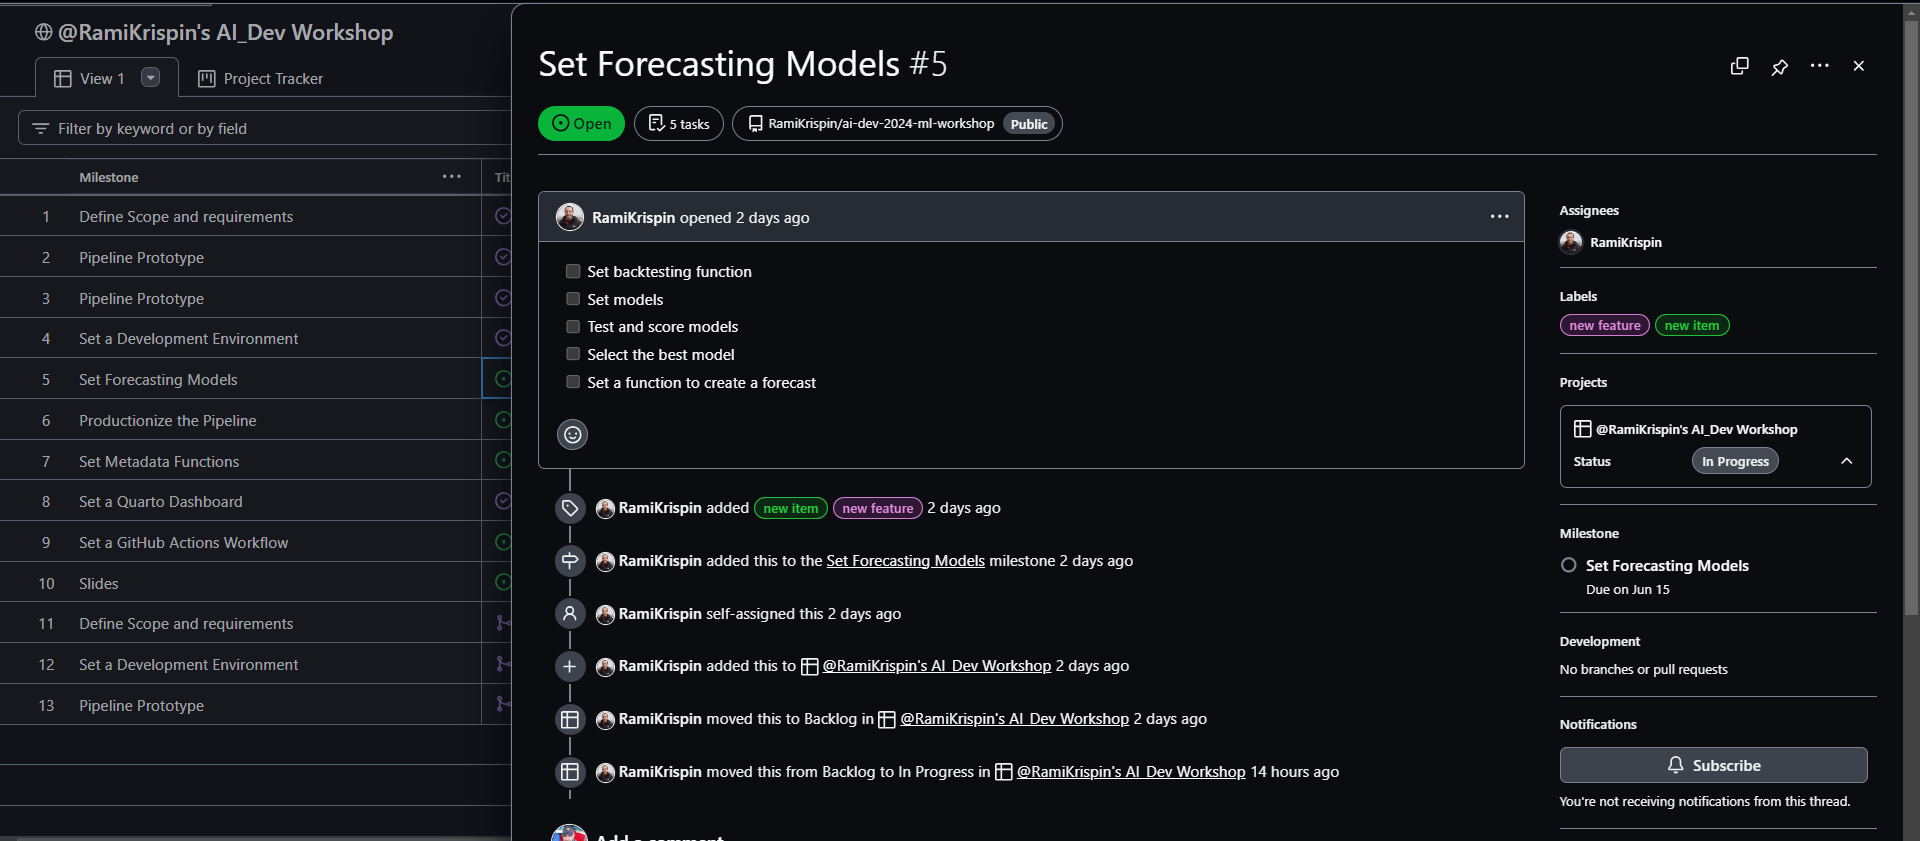 @RamiKrispin's AI_Dev Workshop
View 1
Project Tracker
Filter by keyword or by field
Milestone
Tit
1 Define Scope and requirements
2 Pipeline Prototype
3 Pipeline Prototype
4 Set a Development Environment
5 Set Forecasting Models
6 Productionize the Pipeline
7 Set Metadata Functions
8 Set a Quarto Dashboard
9 Set a GitHub Actions Workflow
10 Slides
11 Define Scope and requirements
12 Set a Development Environment
13 Pipeline Prototype
Set Forecasting Models #5
Open
5 tasks
RamiKrispin/ai-dev-2024-ml-workshop Public
RamiKrispin opened 2 days ago
Set backtesting function
Set models
Test and score models
Select the best model
Set a function to create a forecast
RamiKrispin added new item new feature 2 days ago
RamiKrispin added this to the Set Forecasting Models milestone 2 days ago
RamiKrispin self-assigned this 2 days ago
RamiKrispin added this to @RamiKrispin's AI_Dev Workshop 2 days ago
RamiKrispin moved this to Backlog in @RamiKrispin's AI_Dev Workshop 2 days ago
RamiKrispin moved this from Backlog to In Progress in @RamiKrispin's AI_Dev Workshop 14 hours ago
Add a comment
Assignees
RamiKrispin
Labels
new feature new item
Projects
@RamiKrispin's AI_Dev Workshop
Status In Progress
Milestone
Set Forecasting Models
Due on Jun 15
Development
No branches or pull requests
Notifications
Subscribe
You're not receiving notifications from this thread.